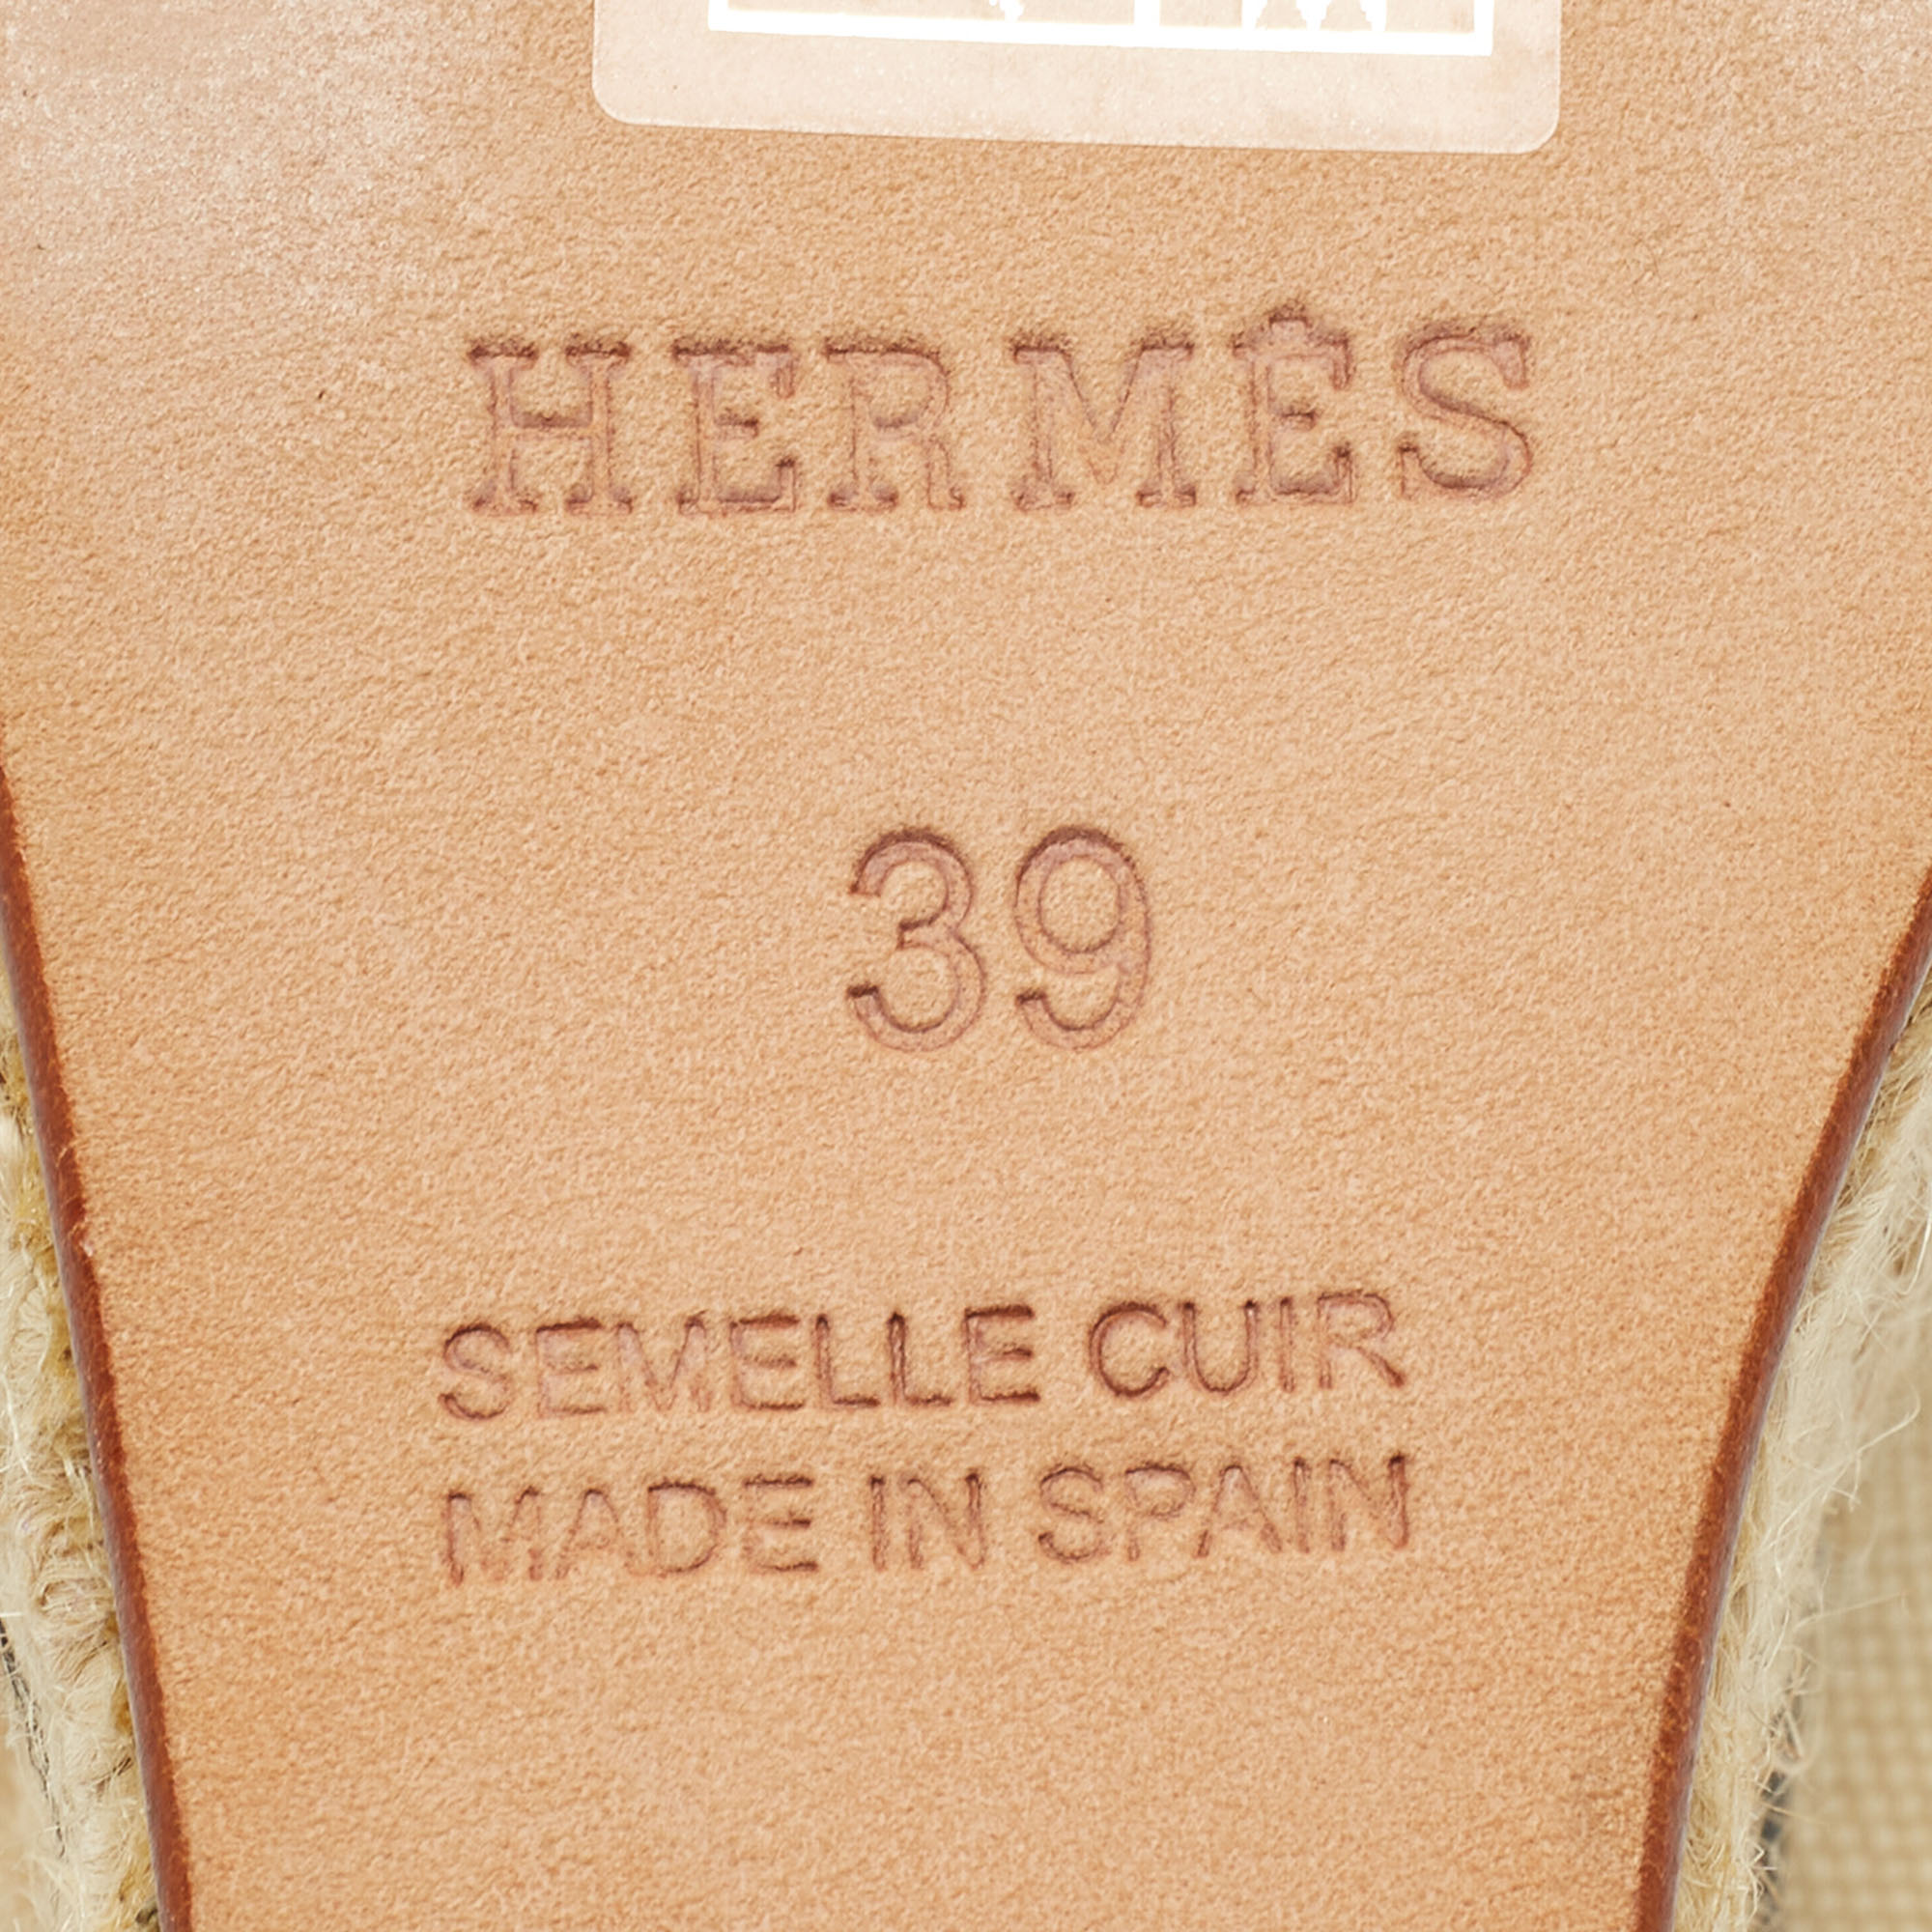 HERMÊS
39
SEMELLE CUIR
MADE IN SPAIN